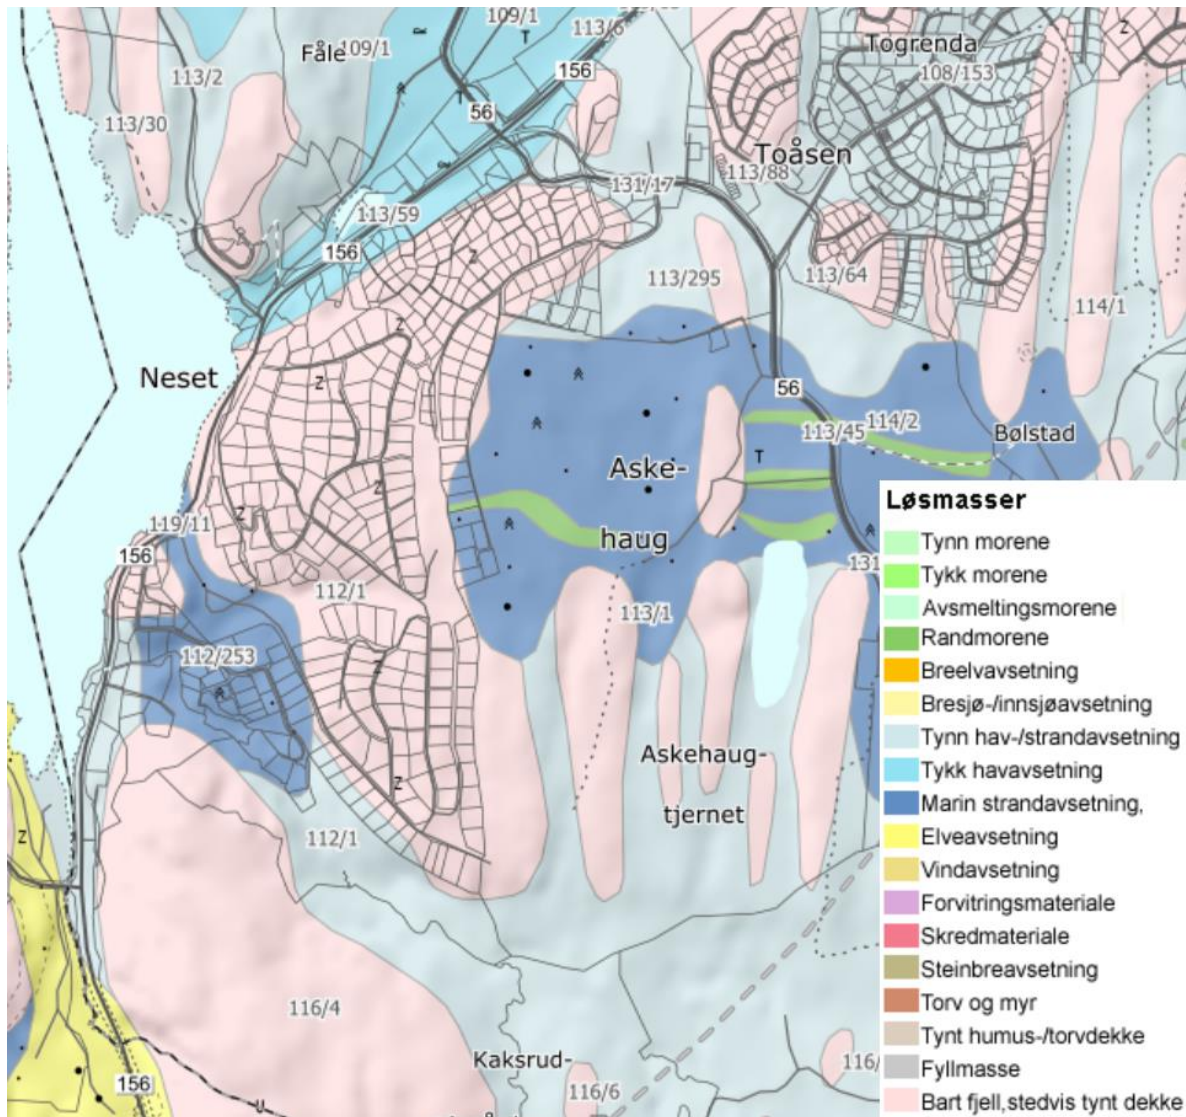 109/1
113/6
Fåle
109/1
T
Togrenda
Z
113/2
156
108/153
T
56
113/30
Toåsen
131/17
113/88
113/59
156
Z
113/295
113/64
114/1
Z
Neset
Z
56
114/2
113/45
Bølstad
Aske-
T
Z
haug
119/11
Z
156
131
112/1
113/1
112/253
Z
Askehaug-
tjernet
Z
112/1
Z
116/4
Kaksrud-
116/6
116/
156
Løsmasser
Tynn morene
Tykk morene
Avsmeltingsmorene
Randmorene
Breelvavsetning
Bresjø-/innsjøavsetning
Tynn hav-/strandavsetning
Tykk havavsetning
Marin strandavsetning,
Elveavsetning
Vindavsetning
Forvitringsmateriale
Skredmateriale
Steinbreavsetning
Torv og myr
Tynt humus-/torvdekke
Fyllmasse
Bart fjell,stedvis tynt dekke